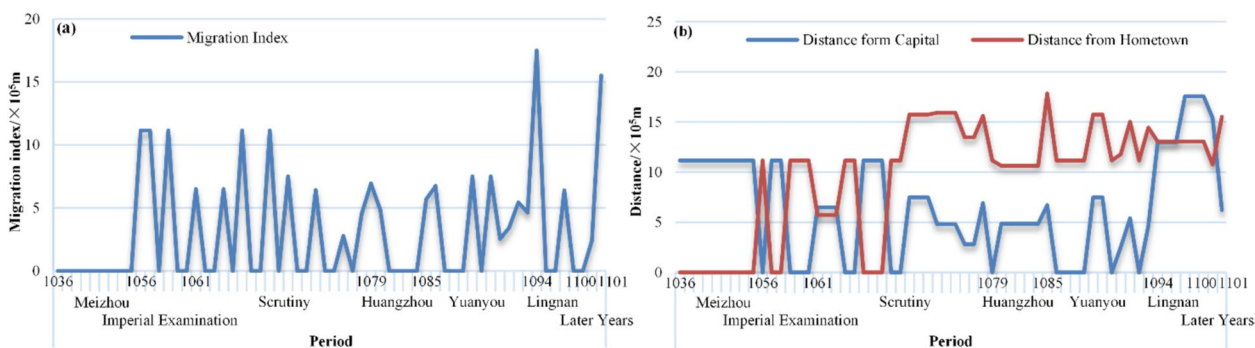 (a)
Migration Index
Migration index/×10⁵m
20
15
10
5
0
1036 1056 1061 1079 1085 1094 1100 1101
Meizhou Scrutiny Huangzhou Yuanyou Lingnan
Imperial Examination Later Years
Period
(b)
Distance form Capital Distance from Hometown
Distance/×10⁵m
25
20
15
10
5
0
1036 1056 1061 1079 1085 1094 1100 1101
Meizhou Scrutiny Huangzhou Yuanyou Lingnan
Imperial Examination Later Years
Period